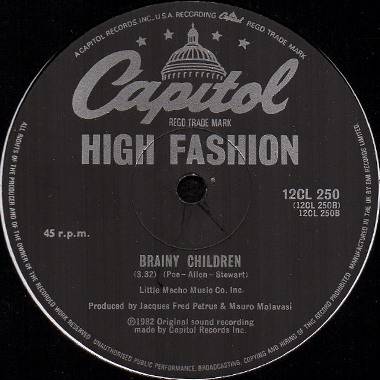 A CAPITOL RECORDS INC., U.S.A. RECORDING Capitol REGD TRADE MARK
Capitol
REGD TRADE MARK
HIGH FASHION
12CL 250
(12CL 250B)
12CL 250B
45 r.p.m.
BRAINY CHILDREN
(3.32) (Poe - Allen - Stewart)
Little Macho Music Co. Inc.
Produced by Jacques Fred Petrus & Mauro Malavasi
℗1982 Original sound recording
made by Capitol Records Inc.
ALL RIGHTS OF THE PRODUCER AND OF THE OWNER OF THE RECORDED WORK RESERVED UNAUTHORISED PUBLIC PERFORMANCE, BROADCASTING, COPYING AND HIRING OF THIS RECORD PROHIBITED.
MANUFACTURED IN THE UK BY EMI RECORDS LIMITED.